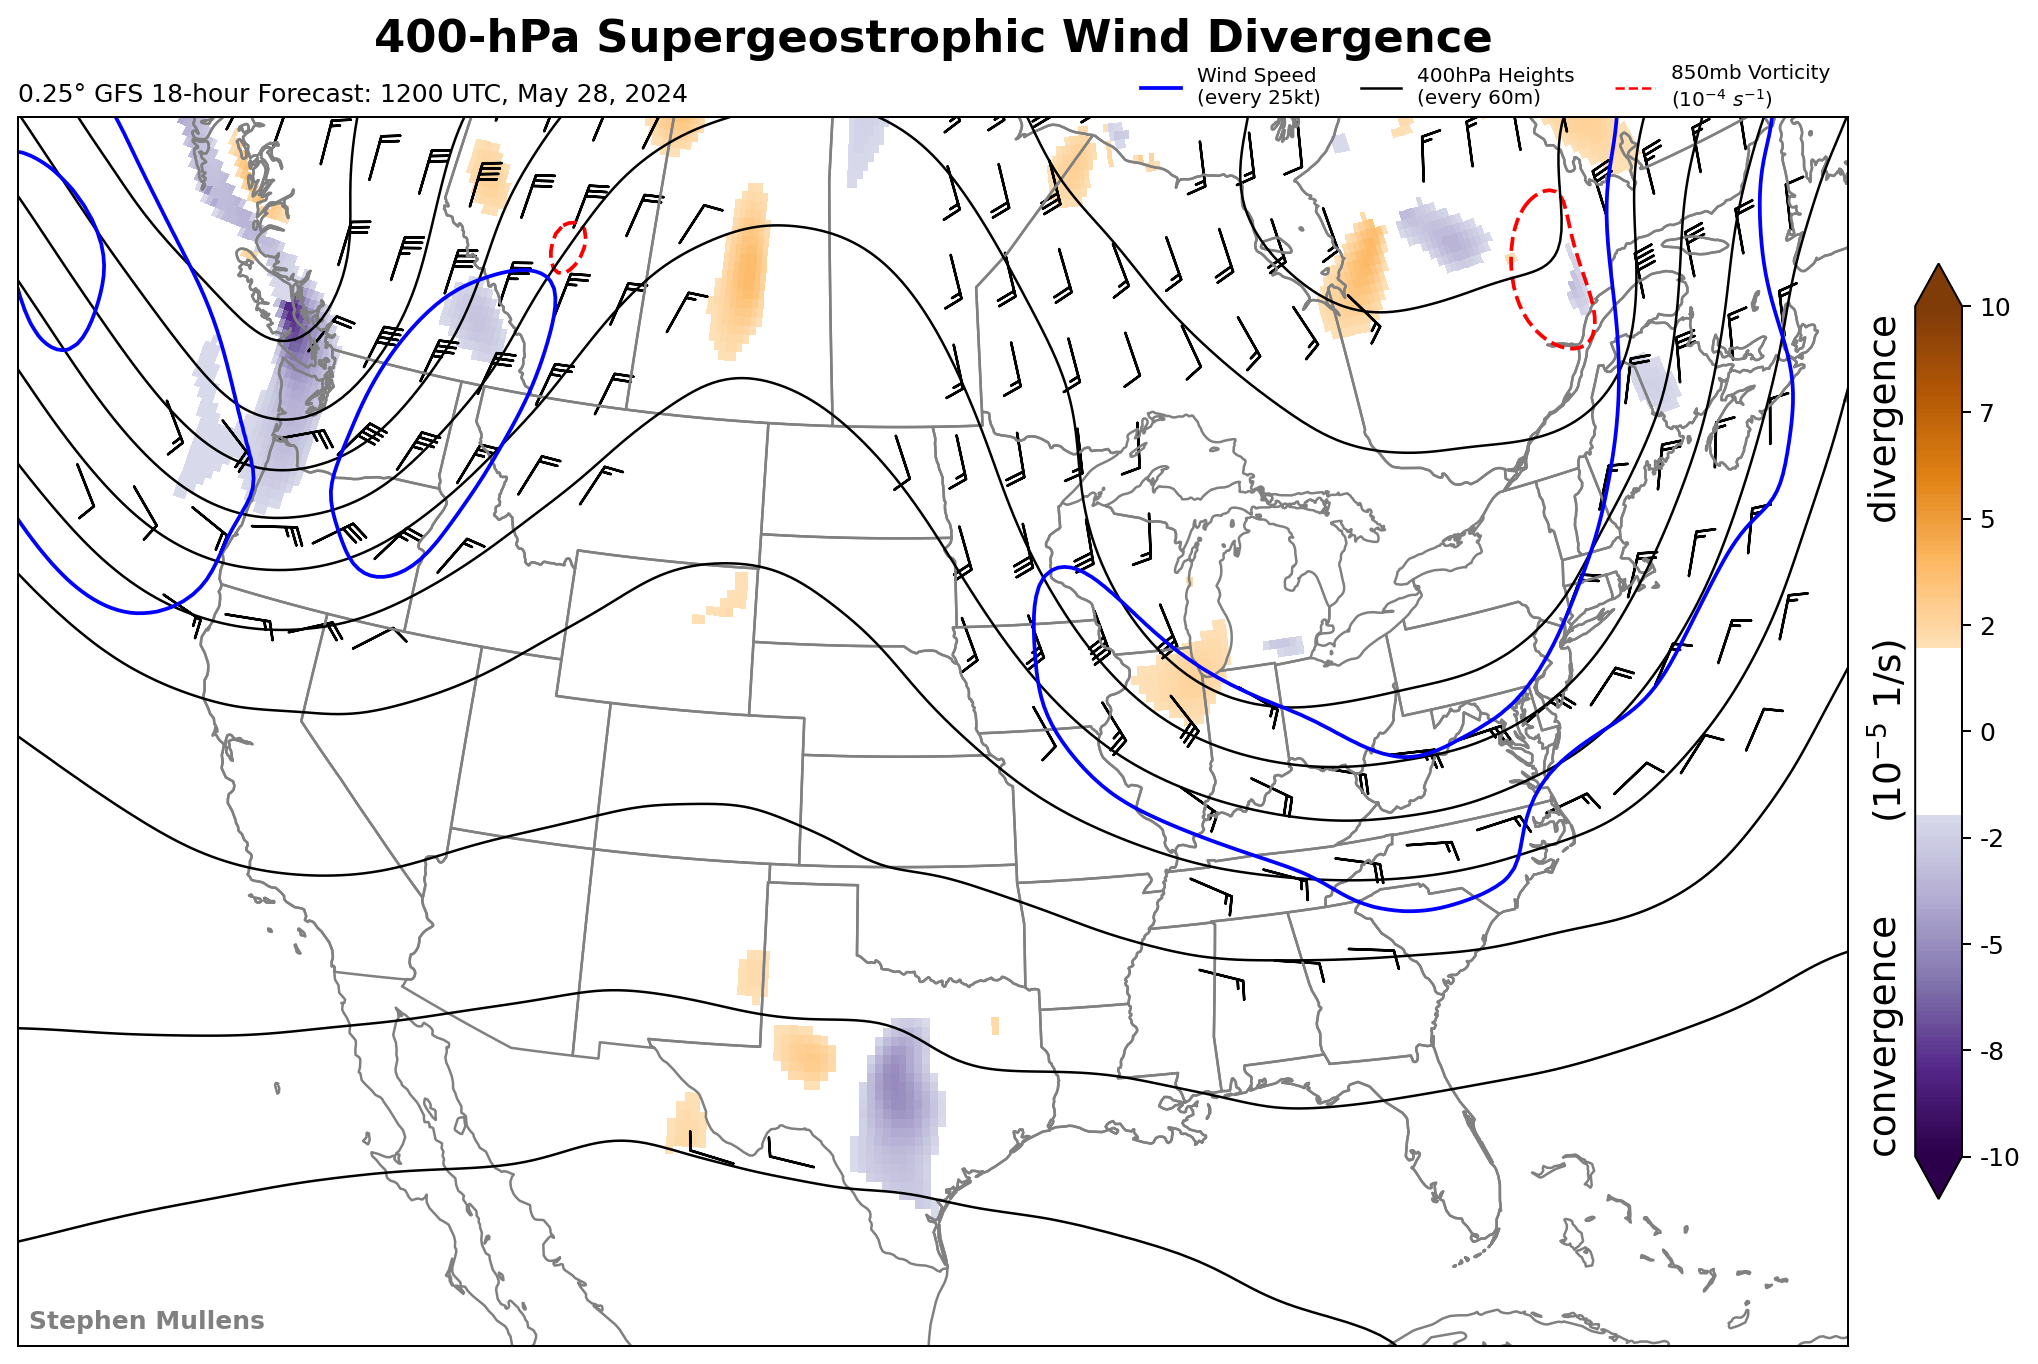 400-hPa Supergeostrophic Wind Divergence
0.25° GFS 18-hour Forecast: 1200 UTC, May 28, 2024
Wind Speed
(every 25kt)
400hPa Heights
(every 60m)
850mb Vorticity
(10⁻⁴ s⁻¹)
10
7
5
2
0
-2
-5
-8
-10
convergence (10⁻⁵ 1/s) divergence
Stephen Mullens